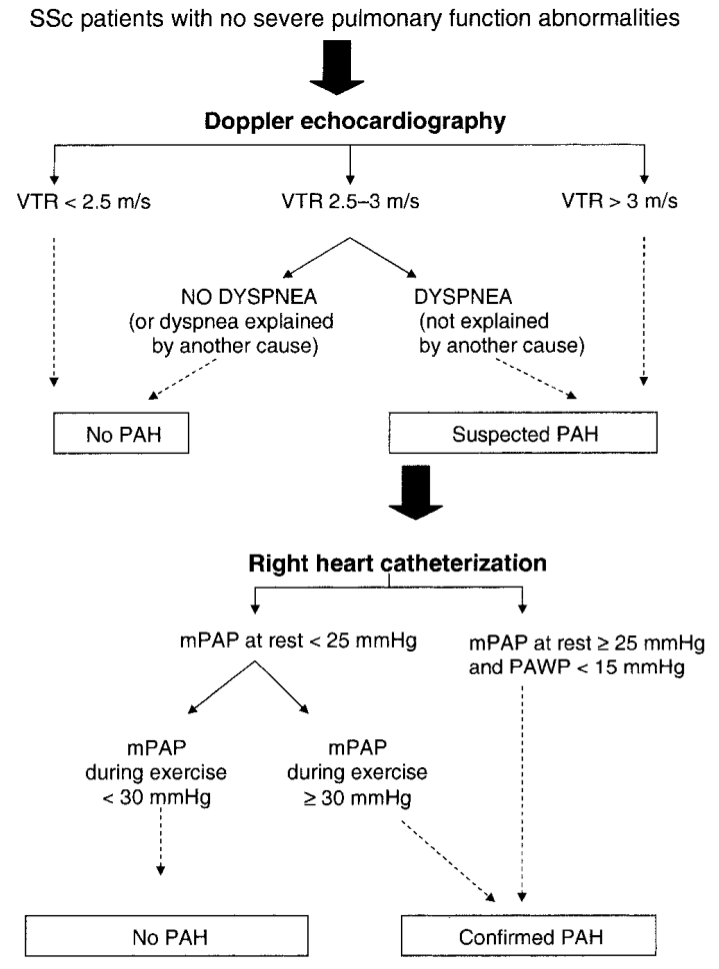 SSc patients with no severe pulmonary function abnormalities
Doppler echocardiography
VTR < 2.5 m/s
VTR 2.5–3 m/s
VTR > 3 m/s
NO DYSPNEA
(or dyspnea explained
by another cause)
DYSPNEA
(not explained
by another cause)
No PAH
Suspected PAH
Right heart catheterization
mPAP at rest < 25 mmHg
mPAP at rest ≥ 25 mmHg
and PAWP < 15 mmHg
mPAP
during exercise
< 30 mmHg
mPAP
during exercise
≥ 30 mmHg
No PAH
Confirmed PAH